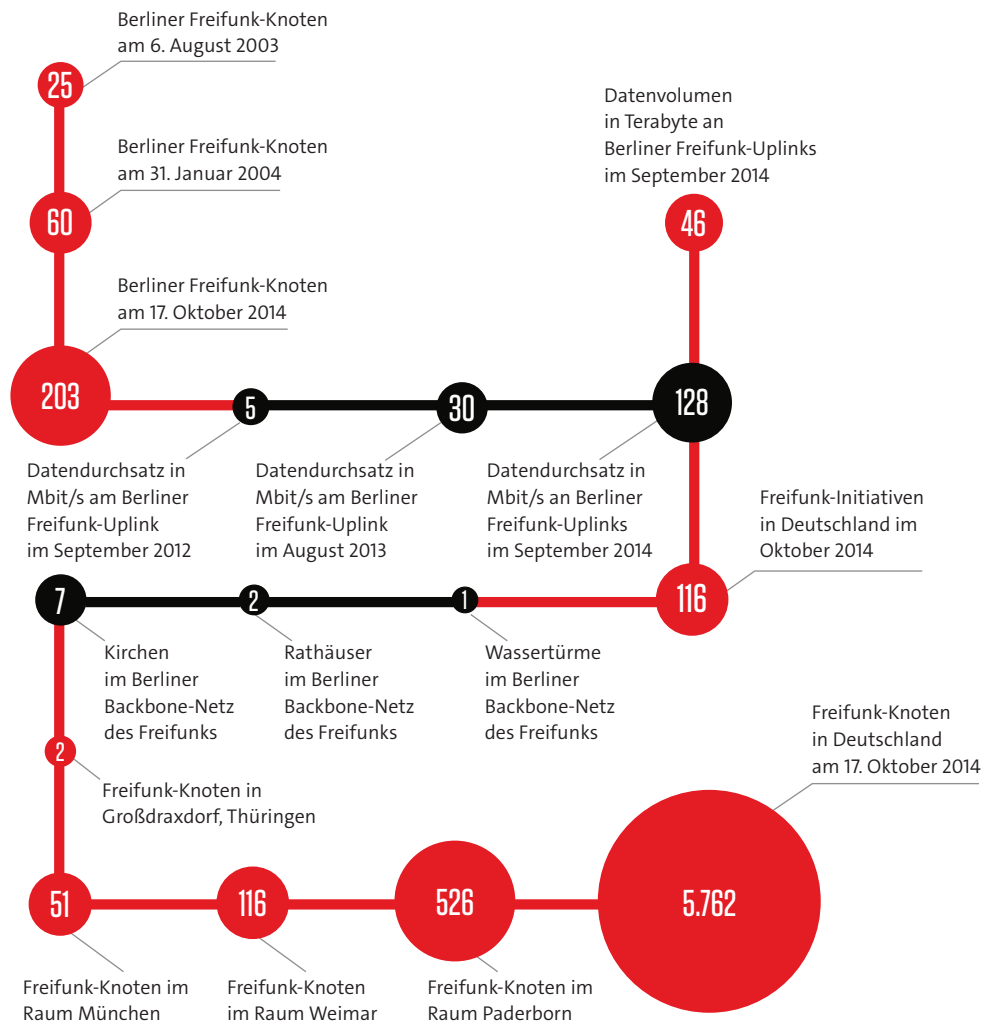 Berliner Freifunk-Knoten
am 6. August 2003
25
Berliner Freifunk-Knoten
am 31. Januar 2004
60
Berliner Freifunk-Knoten
am 17. Oktober 2014
203
Datenvolumen
in Terabyte an
Berliner Freifunk-Uplinks
im September 2014
46
5
Datendurchsatz in
Mbit/s am Berliner
Freifunk-Uplink
im September 2012
30
Datendurchsatz in
Mbit/s am Berliner
Freifunk-Uplink
im August 2013
128
Datendurchsatz in
Mbit/s an Berliner
Freifunk-Uplinks
im September 2014
Freifunk-Initiativen
in Deutschland im
Oktober 2014
116
1
Wassertürme
im Berliner
Backbone-Netz
des Freifunks
2
Rathäuser
im Berliner
Backbone-Netz
des Freifunks
7
Kirchen
im Berliner
Backbone-Netz
des Freifunks
2
Freifunk-Knoten in
Großdraxdorf, Thüringen
51
Freifunk-Knoten im
Raum München
116
Freifunk-Knoten
im Raum Weimar
526
Freifunk-Knoten im
Raum Paderborn
5.762
Freifunk-Knoten
in Deutschland
am 17. Oktober 2014